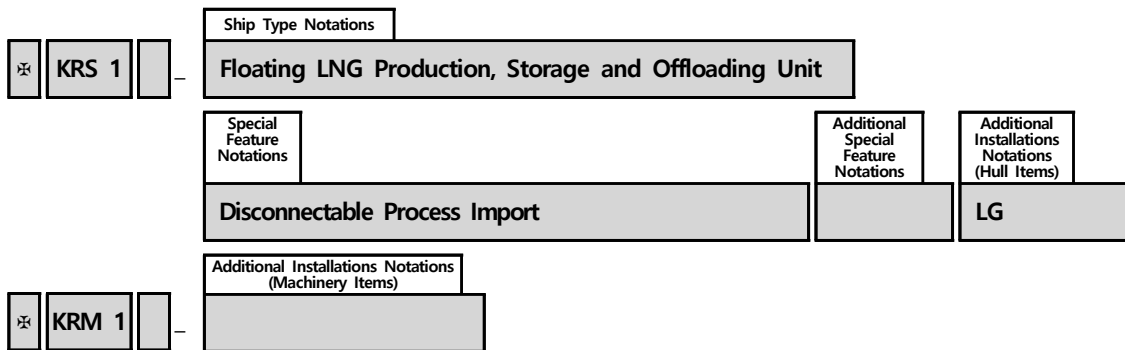 Ship Type Notations
✠ KRS 1 _ Floating LNG Production, Storage and Offloading Unit
Special
Feature
Notations
Additional
Special
Feature
Notations
Additional
Installations
Notations
(Hull Items)
Disconnectable Process Import LG
Additional Installations Notations
(Machinery Items)
✠ KRM 1 _